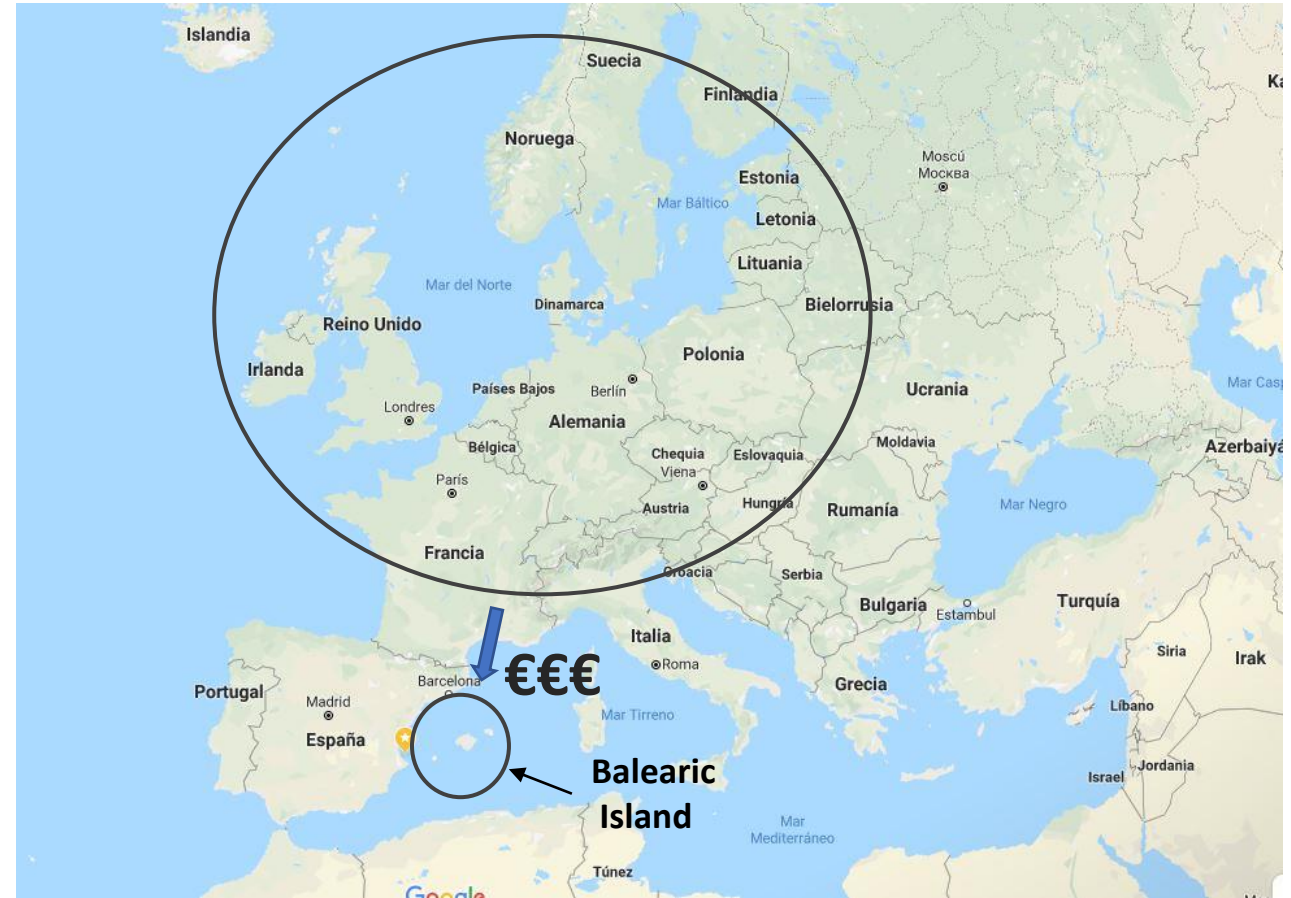 Islandia
Suecia
Finlandia
Noruega
Moscú
Москва
Estonia
Mar Báltico
Letonia
Lituania
Mar del Norte
Dinamarca
Bielorrusia
Reino Unido
Polonia
Irlanda
Países Bajos
Berlín
Ucrania
Londres
Alemania
Bélgica
Chequia
Eslovaquia
Moldavia
Viena
París
Austria
Hungría
Rumanía
Mar Negro
Francia
Croacia
Serbia
Bulgaria
Estambul
Turquía
Italia
Roma
€€€
Siria
Irak
Barcelona
Portugal
Madrid
España
Grecia
Mar Tirreno
Líbano
Balearic
Island
Jordania
Israel
Mar
Mediterráneo
Túnez
Google